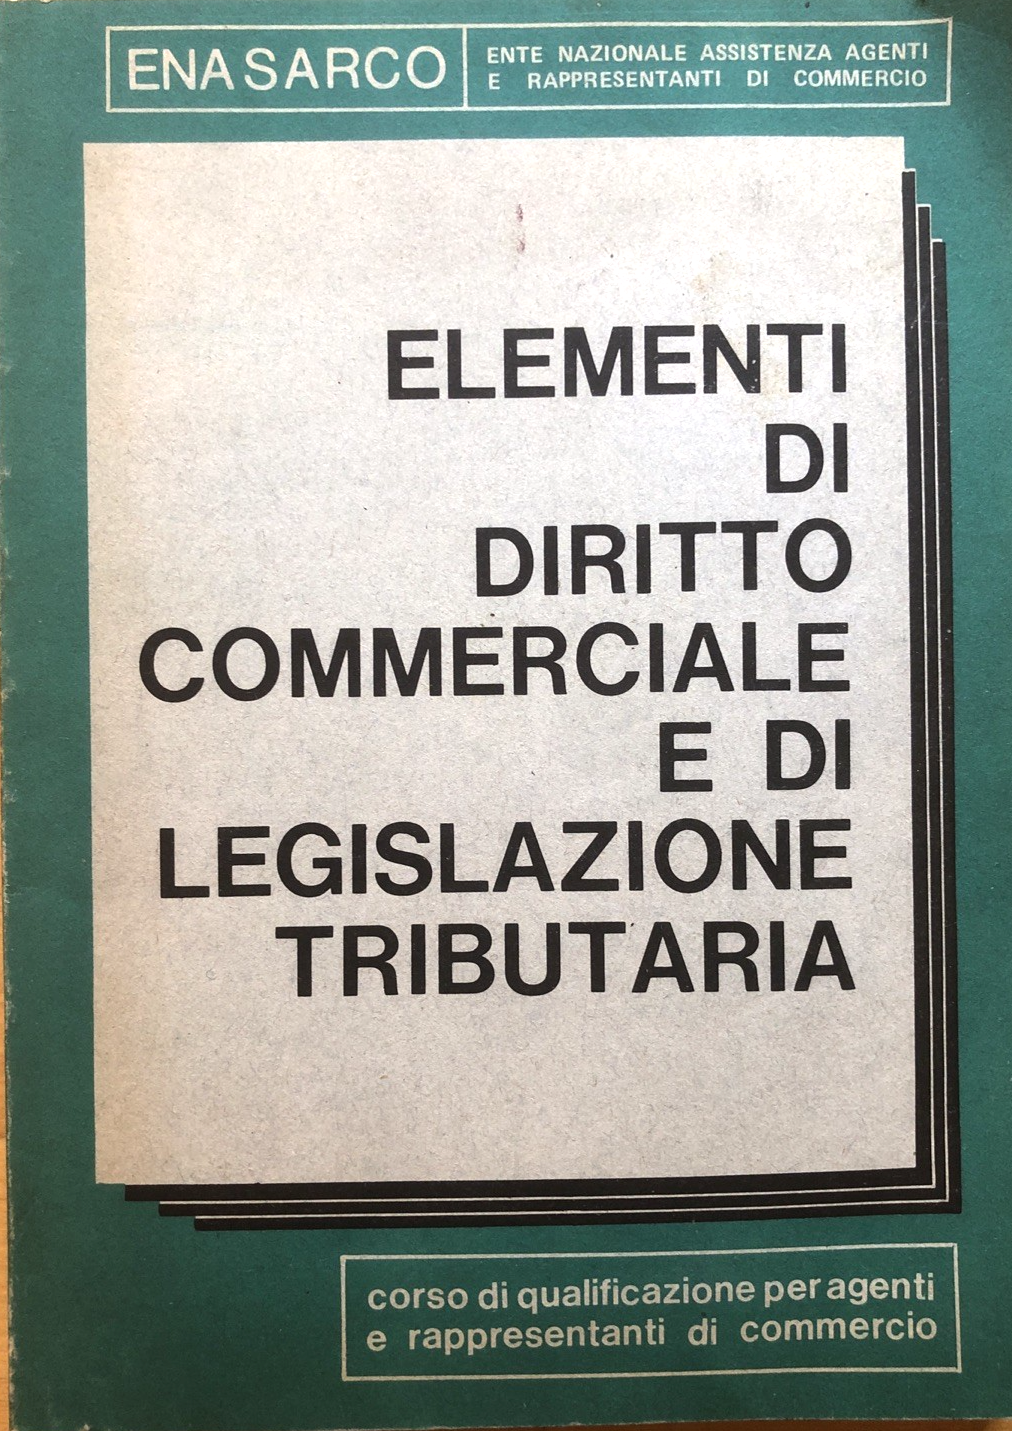 ENASARCO
ENTE NAZIONALE ASSISTENZA AGENTI
E RAPPRESENTANTI DI COMMERCIO
ELEMENTI
DI
DIRITTO
COMMERCIALE
E DI
LEGISLAZIONE
TRIBUTARIA
corso di qualificazione per agenti
e rappresentanti di commercio